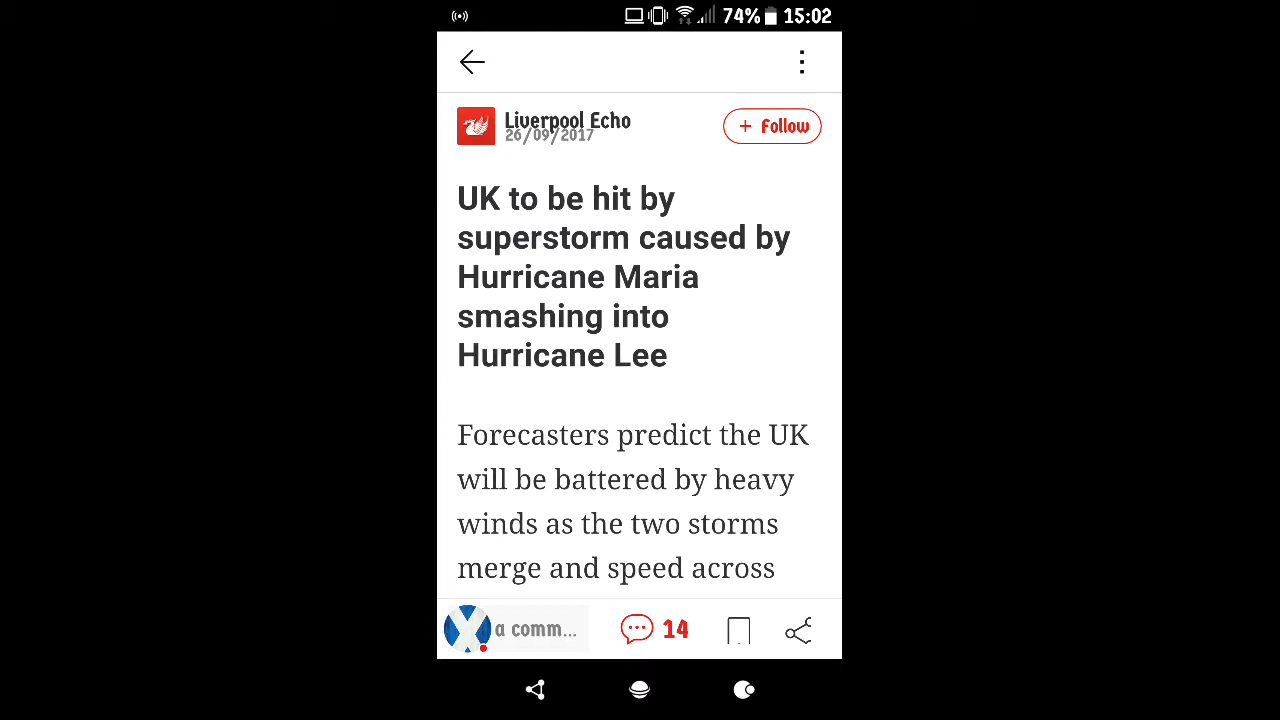 74% 15:02
Liverpool Echo
26/09/2017
+ Follow
UK to be hit by
superstorm caused by
Hurricane Maria
smashing into
Hurricane Lee
Forecasters predict the UK
will be battered by heavy
winds as the two storms
merge and speed across
a comm...
14